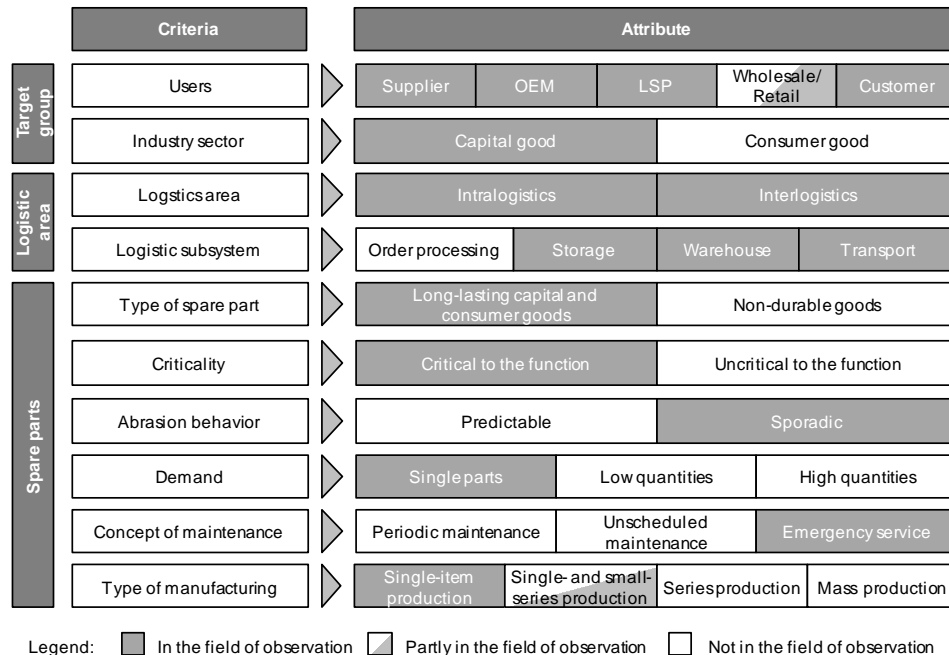 Criteria
Attribute
Target
group
Users
Supplier
OEM
LSP
Wholesale/
Retail
Customer
Industry sector
Capital good
Consumer good
Logistic
area
Logstics area
Intralogistics
Interlogistics
Logistic subsystem
Order processing
Storage
Warehouse
Transport
Spare parts
Type of spare part
Long-lasting capital and
consumer goods
Non-durable goods
Criticality
Critical to the function
Uncritical to the function
Abrasion behavior
Predictable
Sporadic
Demand
Single parts
Low quantities
High quantities
Concept of maintenance
Periodic maintenance
Unscheduled
maintenance
Emergency service
Type of manufacturing
Single-item
production
Single- and small-
series production
Series production
Mass production
Legend:
In the field of observation
Partly in the field of observation
Not in the field of observation